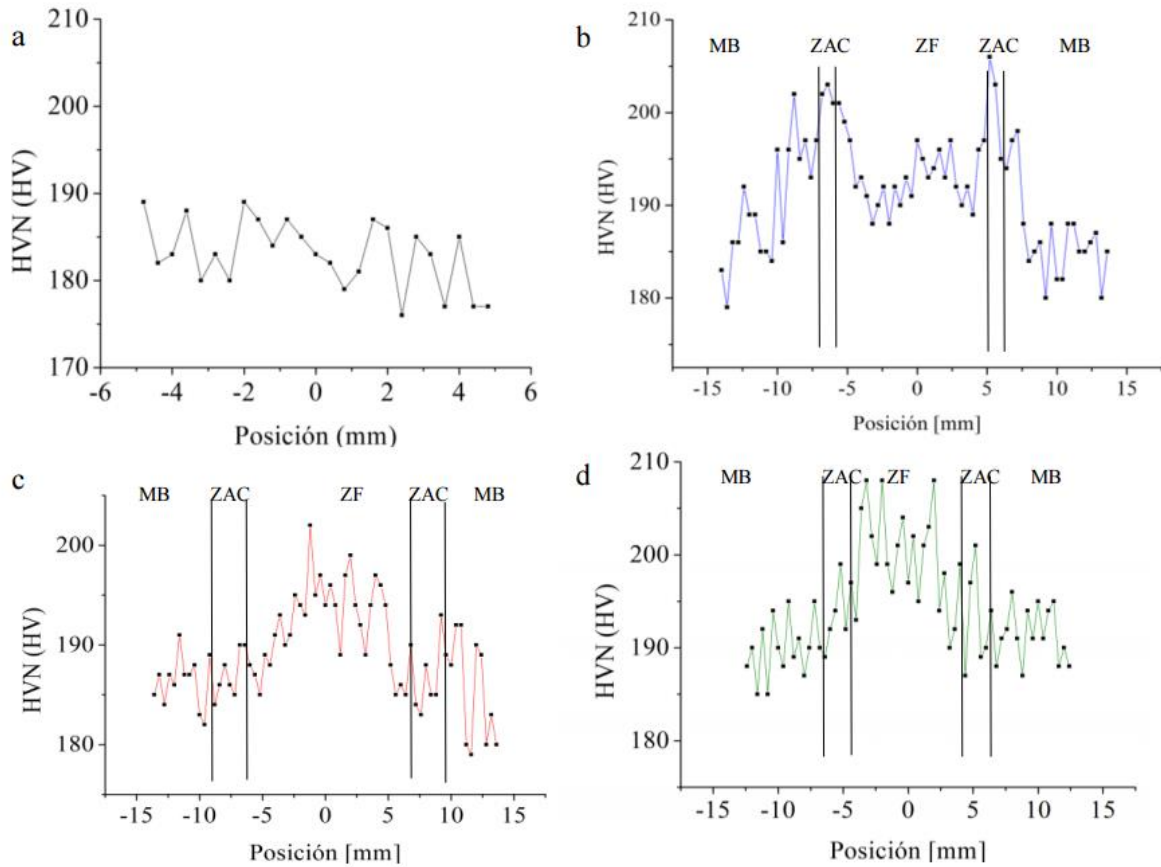 a
210
200
190
180
170
HVN (HV)
-6 -4 -2 0 2 4 6
Posición (mm)
b
MB ZAC ZF ZAC MB
210
200
190
180
HVN (HV)
-15 -10 -5 0 5 10 15
Posición [mm]
c
MB ZAC ZF ZAC MB
200
190
180
HVN (HV)
-15 -10 -5 0 5 10 15
Posición [mm]
d
MB ZAC ZF ZAC MB
210
200
190
180
HVN (HV)
-15 -10 -5 0 5 10 15
Posición [mm]